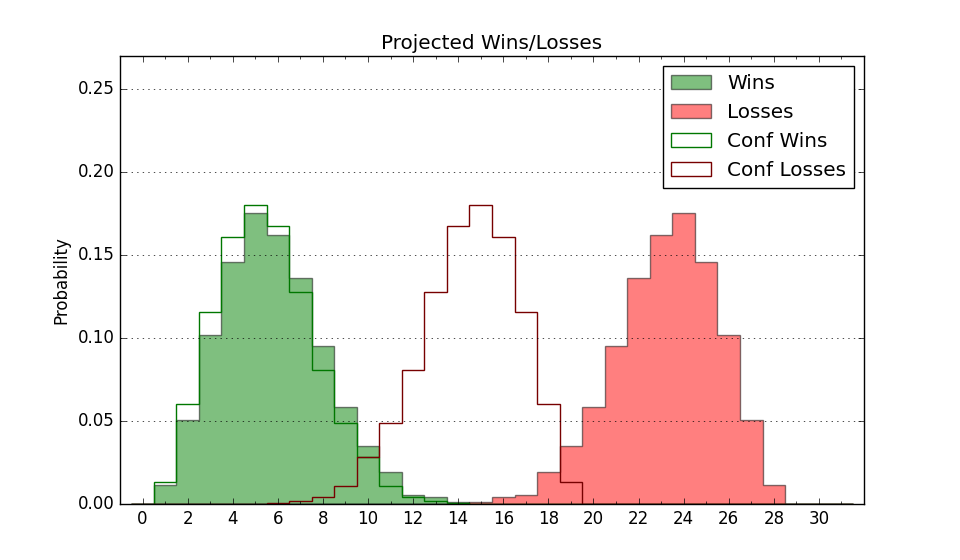 Projected Wins/Losses
Wins
Losses
Conf Wins
Conf Losses
Probability
0.25
0.20
0.15
0.10
0.05
0.00
0 2 4 6 8 10 12 14 16 18 20 22 24 26 28 30